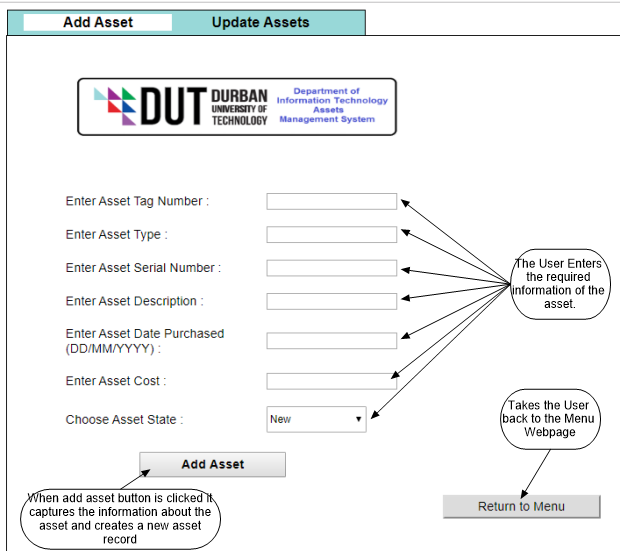 Add Asset
Update Assets
DUT
DURBAN
UNIVERSITY OF
TECHNOLOGY
Department of
Information Technology
Assets
Management System
Enter Asset Tag Number :
Enter Asset Type :
Enter Asset Serial Number :
Enter Asset Description :
Enter Asset Date Purchased
(DD/MM/YYYY) :
Enter Asset Cost :
Choose Asset State :
New
The User Enters
the required
information of the
asset.
Takes the User
back to the Menu
Webpage
Add Asset
When add asset button is clicked it
captures the information about the
asset and creates a new asset
record
Return to Menu